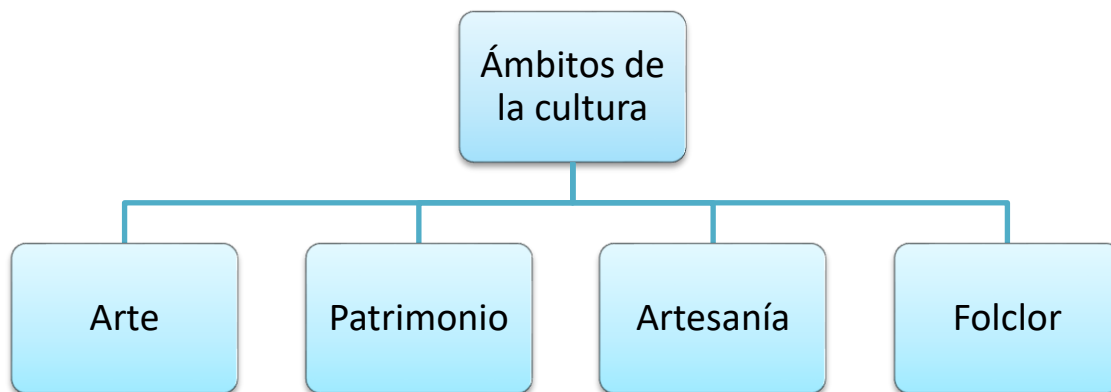 Ámbitos de
la cultura
Arte
Patrimonio
Artesanía
Folclor